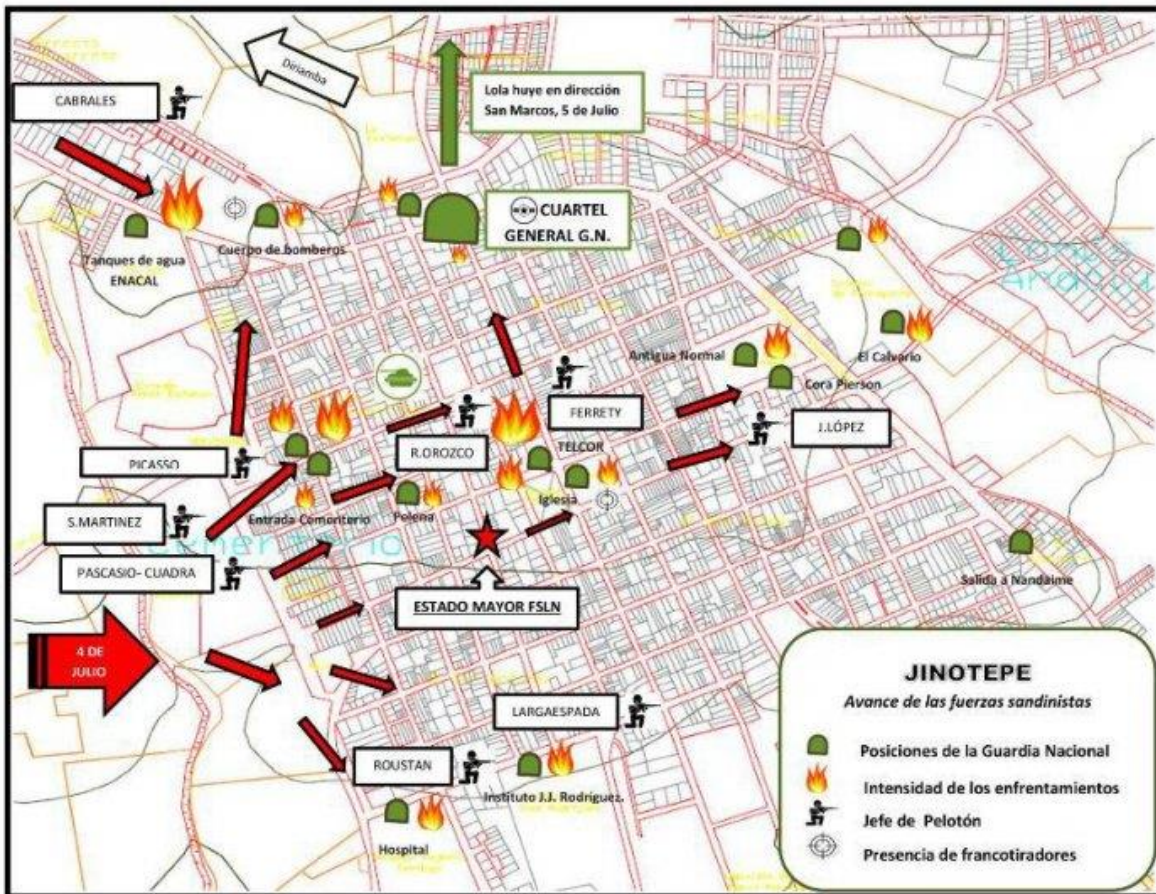 Diriamba
CABRALES
Lola huye en dirección
San Marcos, 5 de Julio
CUARTEL
GENERAL G.N.
Tanques de agua
ENACAL
Cuerpo de bomberos
Antigua Normal
El Calvario
Cora Pierson
FERRETY
J.LÓPEZ
TELCOR
R.OROZCO
PICASSO
Iglesia
Entrada Comenterio
Pelena
S.MARTINEZ
PASCASIO- CUADRA
Salida a Nandaime
ESTADO MAYOR FSLN
4 DE
JULIO
LARGAESPADA
ROUSTAN
Instituto J.J. Rodríguez.
Hospital
JINOTEPE
Avance de las fuerzas sandinistas
Posiciones de la Guardia Nacional
Intensidad de los enfrentamientos
Jefe de Pelotón
Presencia de francotiradores